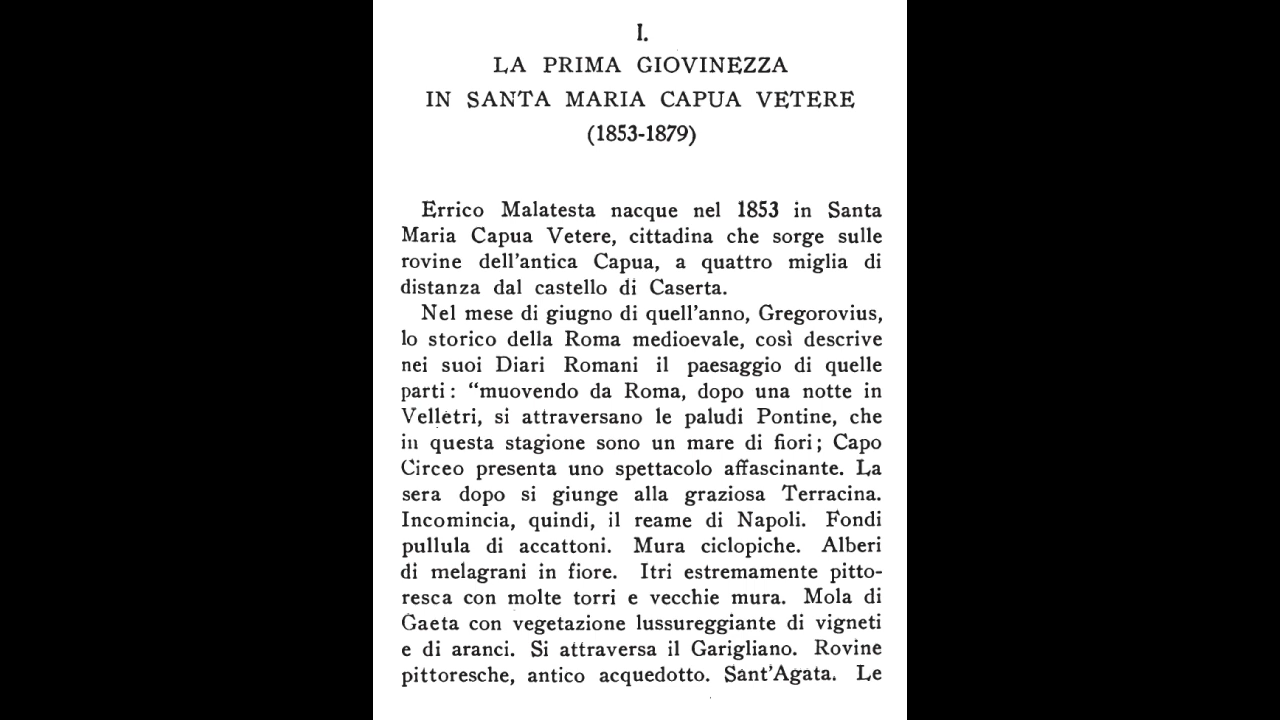 I.
LA PRIMA GIOVINEZZA
IN SANTA MARIA CAPUA VETERE
(1853-1879)
Errico Malatesta nacque nel 1853 in Santa
Maria Capua Vetere, cittadina che sorge sulle
rovine dell'antica Capua, a quattro miglia di
distanza dal castello di Caserta.
Nel mese di giugno di quell'anno, Gregorovius,
lo storico della Roma medioevale, così descrive
nei suoi Diari Romani il paesaggio di quelle
parti: “muovendo da Roma, dopo una notte in
Velletri, si attraversano le paludi Pontine, che
in questa stagione sono un mare di fiori; Capo
Circeo presenta uno spettacolo affascinante. La
sera dopo si giunge alla graziosa Terracina.
Incomincia, quindi, il reame di Napoli. Fondi
pullula di accattoni. Mura ciclopiche. Alberi
di melagrani in fiore. Itri estremamente pitto-
resca con molte torri e vecchie mura. Mola di
Gaeta con vegetazione lussureggiante di vigneti
e di aranci. Si attraversa il Garigliano. Rovine
pittoresche, antico acquedotto. Sant'Agata. Le